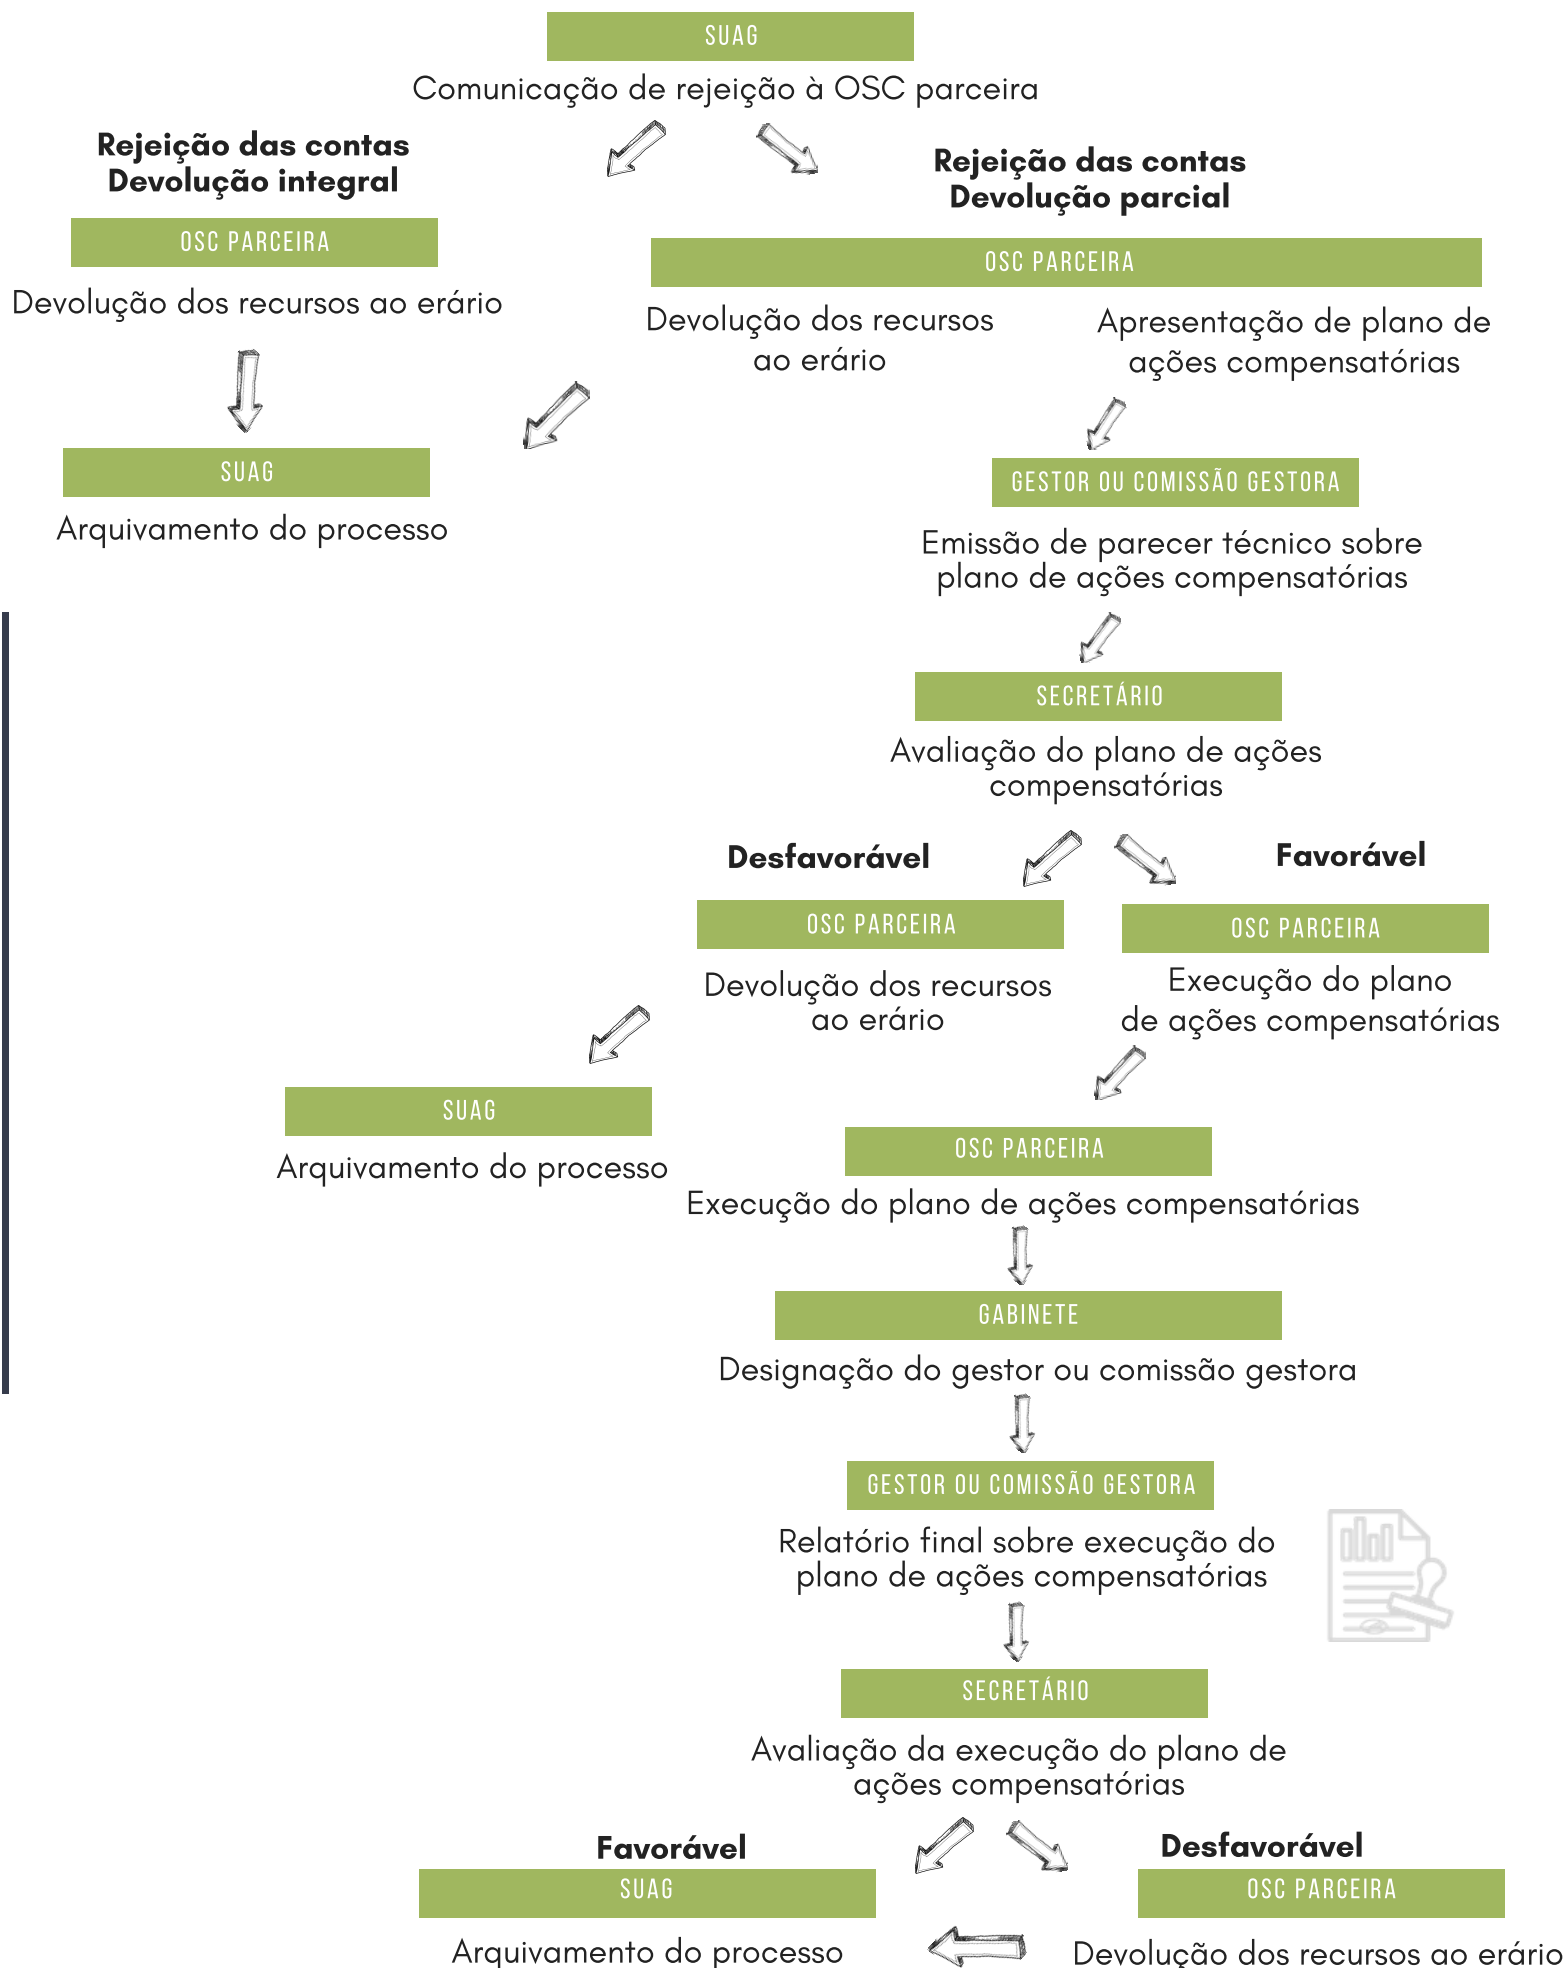 SUAG
Comunicação de rejeição à OSC parceira
Rejeição das contas
Devolução integral
OSC PARCEIRA
Devolução dos recursos ao erário
SUAG
Arquivamento do processo
Rejeição das contas
Devolução parcial
OSC PARCEIRA
Devolução dos recursos
ao erário
Apresentação de plano de
ações compensatórias
GESTOR OU COMISSÃO GESTORA
Emissão de parecer técnico sobre
plano de ações compensatórias
SECRETÁRIO
Avaliação do plano de ações
compensatórias
Desfavorável
OSC PARCEIRA
Devolução dos recursos
ao erário
SUAG
Arquivamento do processo
Favorável
OSC PARCEIRA
Execução do plano
de ações compensatórias
OSC PARCEIRA
Execução do plano de ações compensatórias
GABINETE
Designação do gestor ou comissão gestora
GESTOR OU COMISSÃO GESTORA
Relatório final sobre execução do
plano de ações compensatórias
SECRETÁRIO
Avaliação da execução do plano de
ações compensatórias
Favorável
SUAG
Arquivamento do processo
Desfavorável
OSC PARCEIRA
Devolução dos recursos ao erário